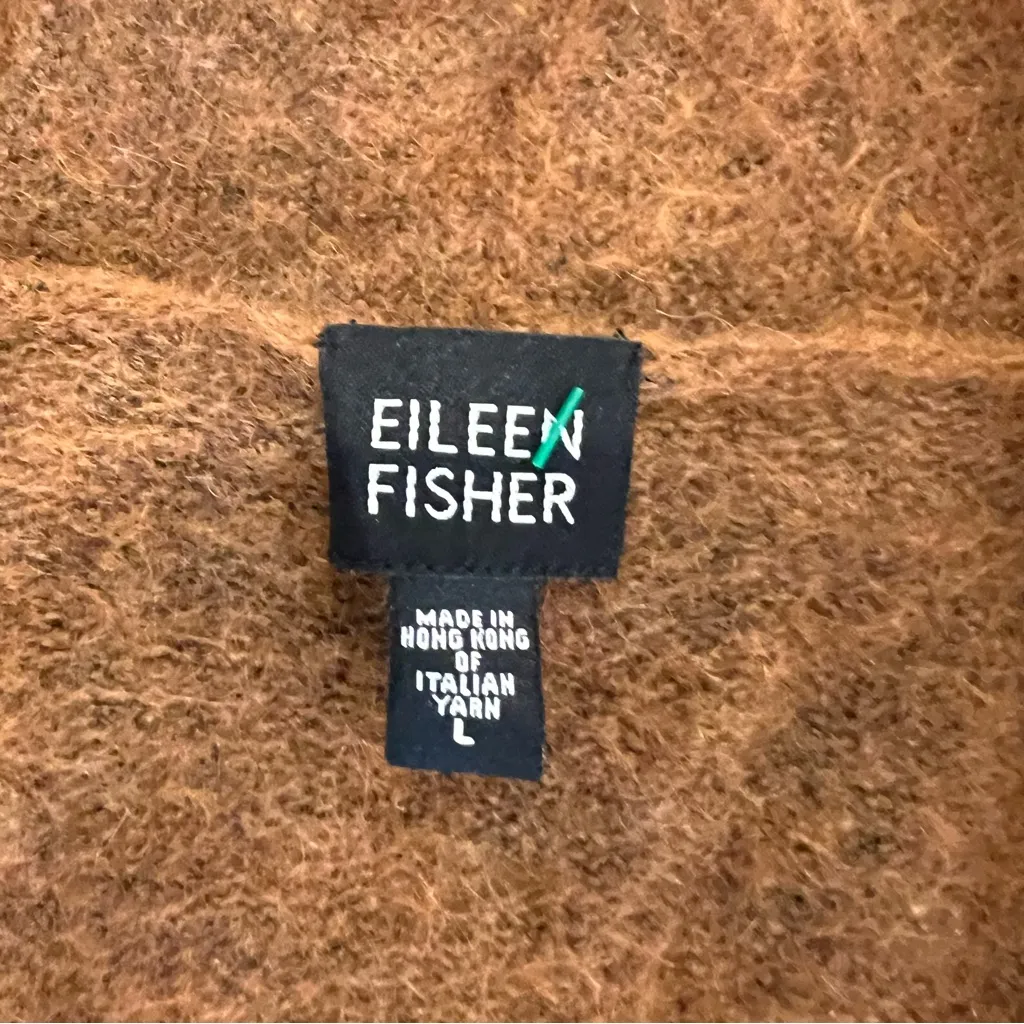 EILEEN
FISHER
MADE IN
HONG KONG
OF
ITALIAN
YARN
L